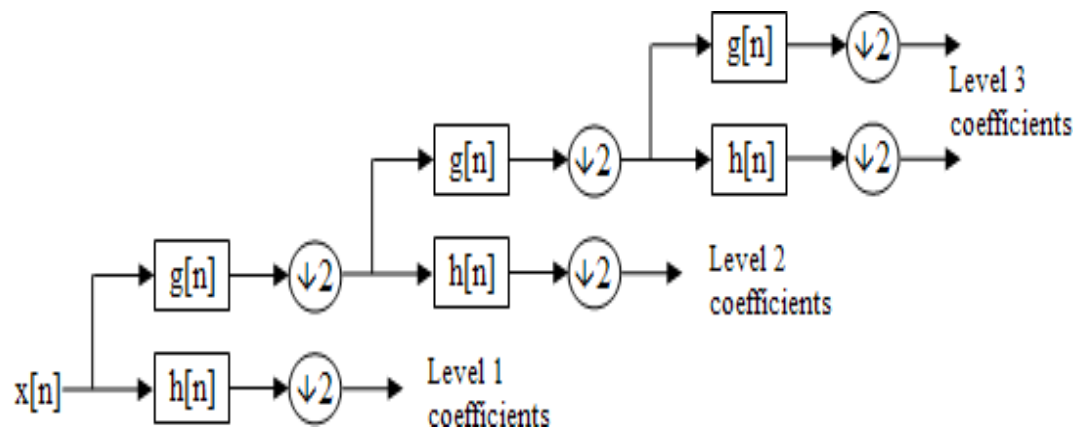 g[n] ↓2
Level 3
coefficients
g[n] ↓2 h[n] ↓2
g[n] ↓2 h[n] ↓2
Level 2
coefficients
x[n] h[n] ↓2
Level 1
coefficients